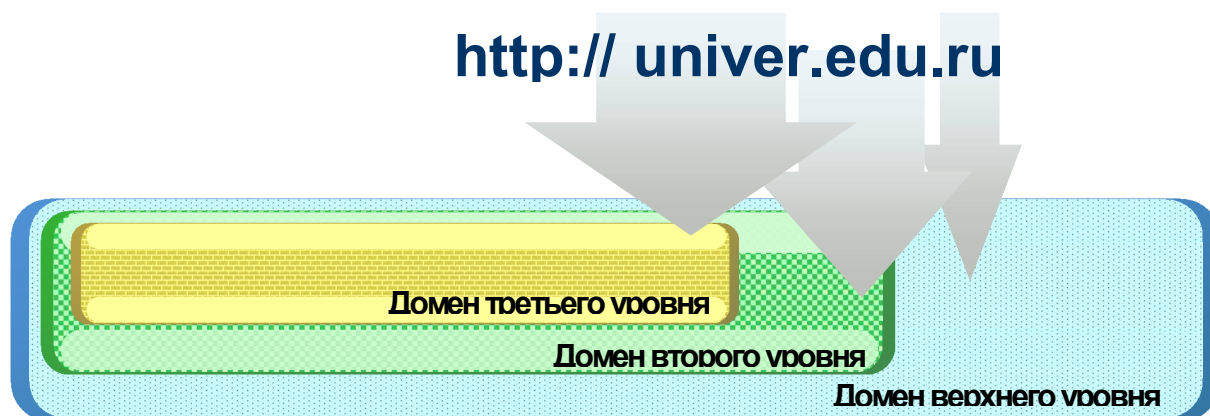 http:// univer.edu.ru
Домен третьего уровня
Домен второго уровня
Домен верхнего уровня